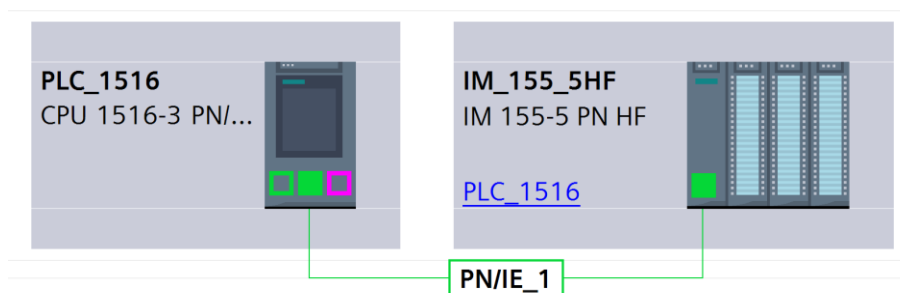 PLC_1516
CPU 1516-3 PN/...
IM_155_5HF
IM 155-5 PN HF
PLC_1516
PN/IE_1